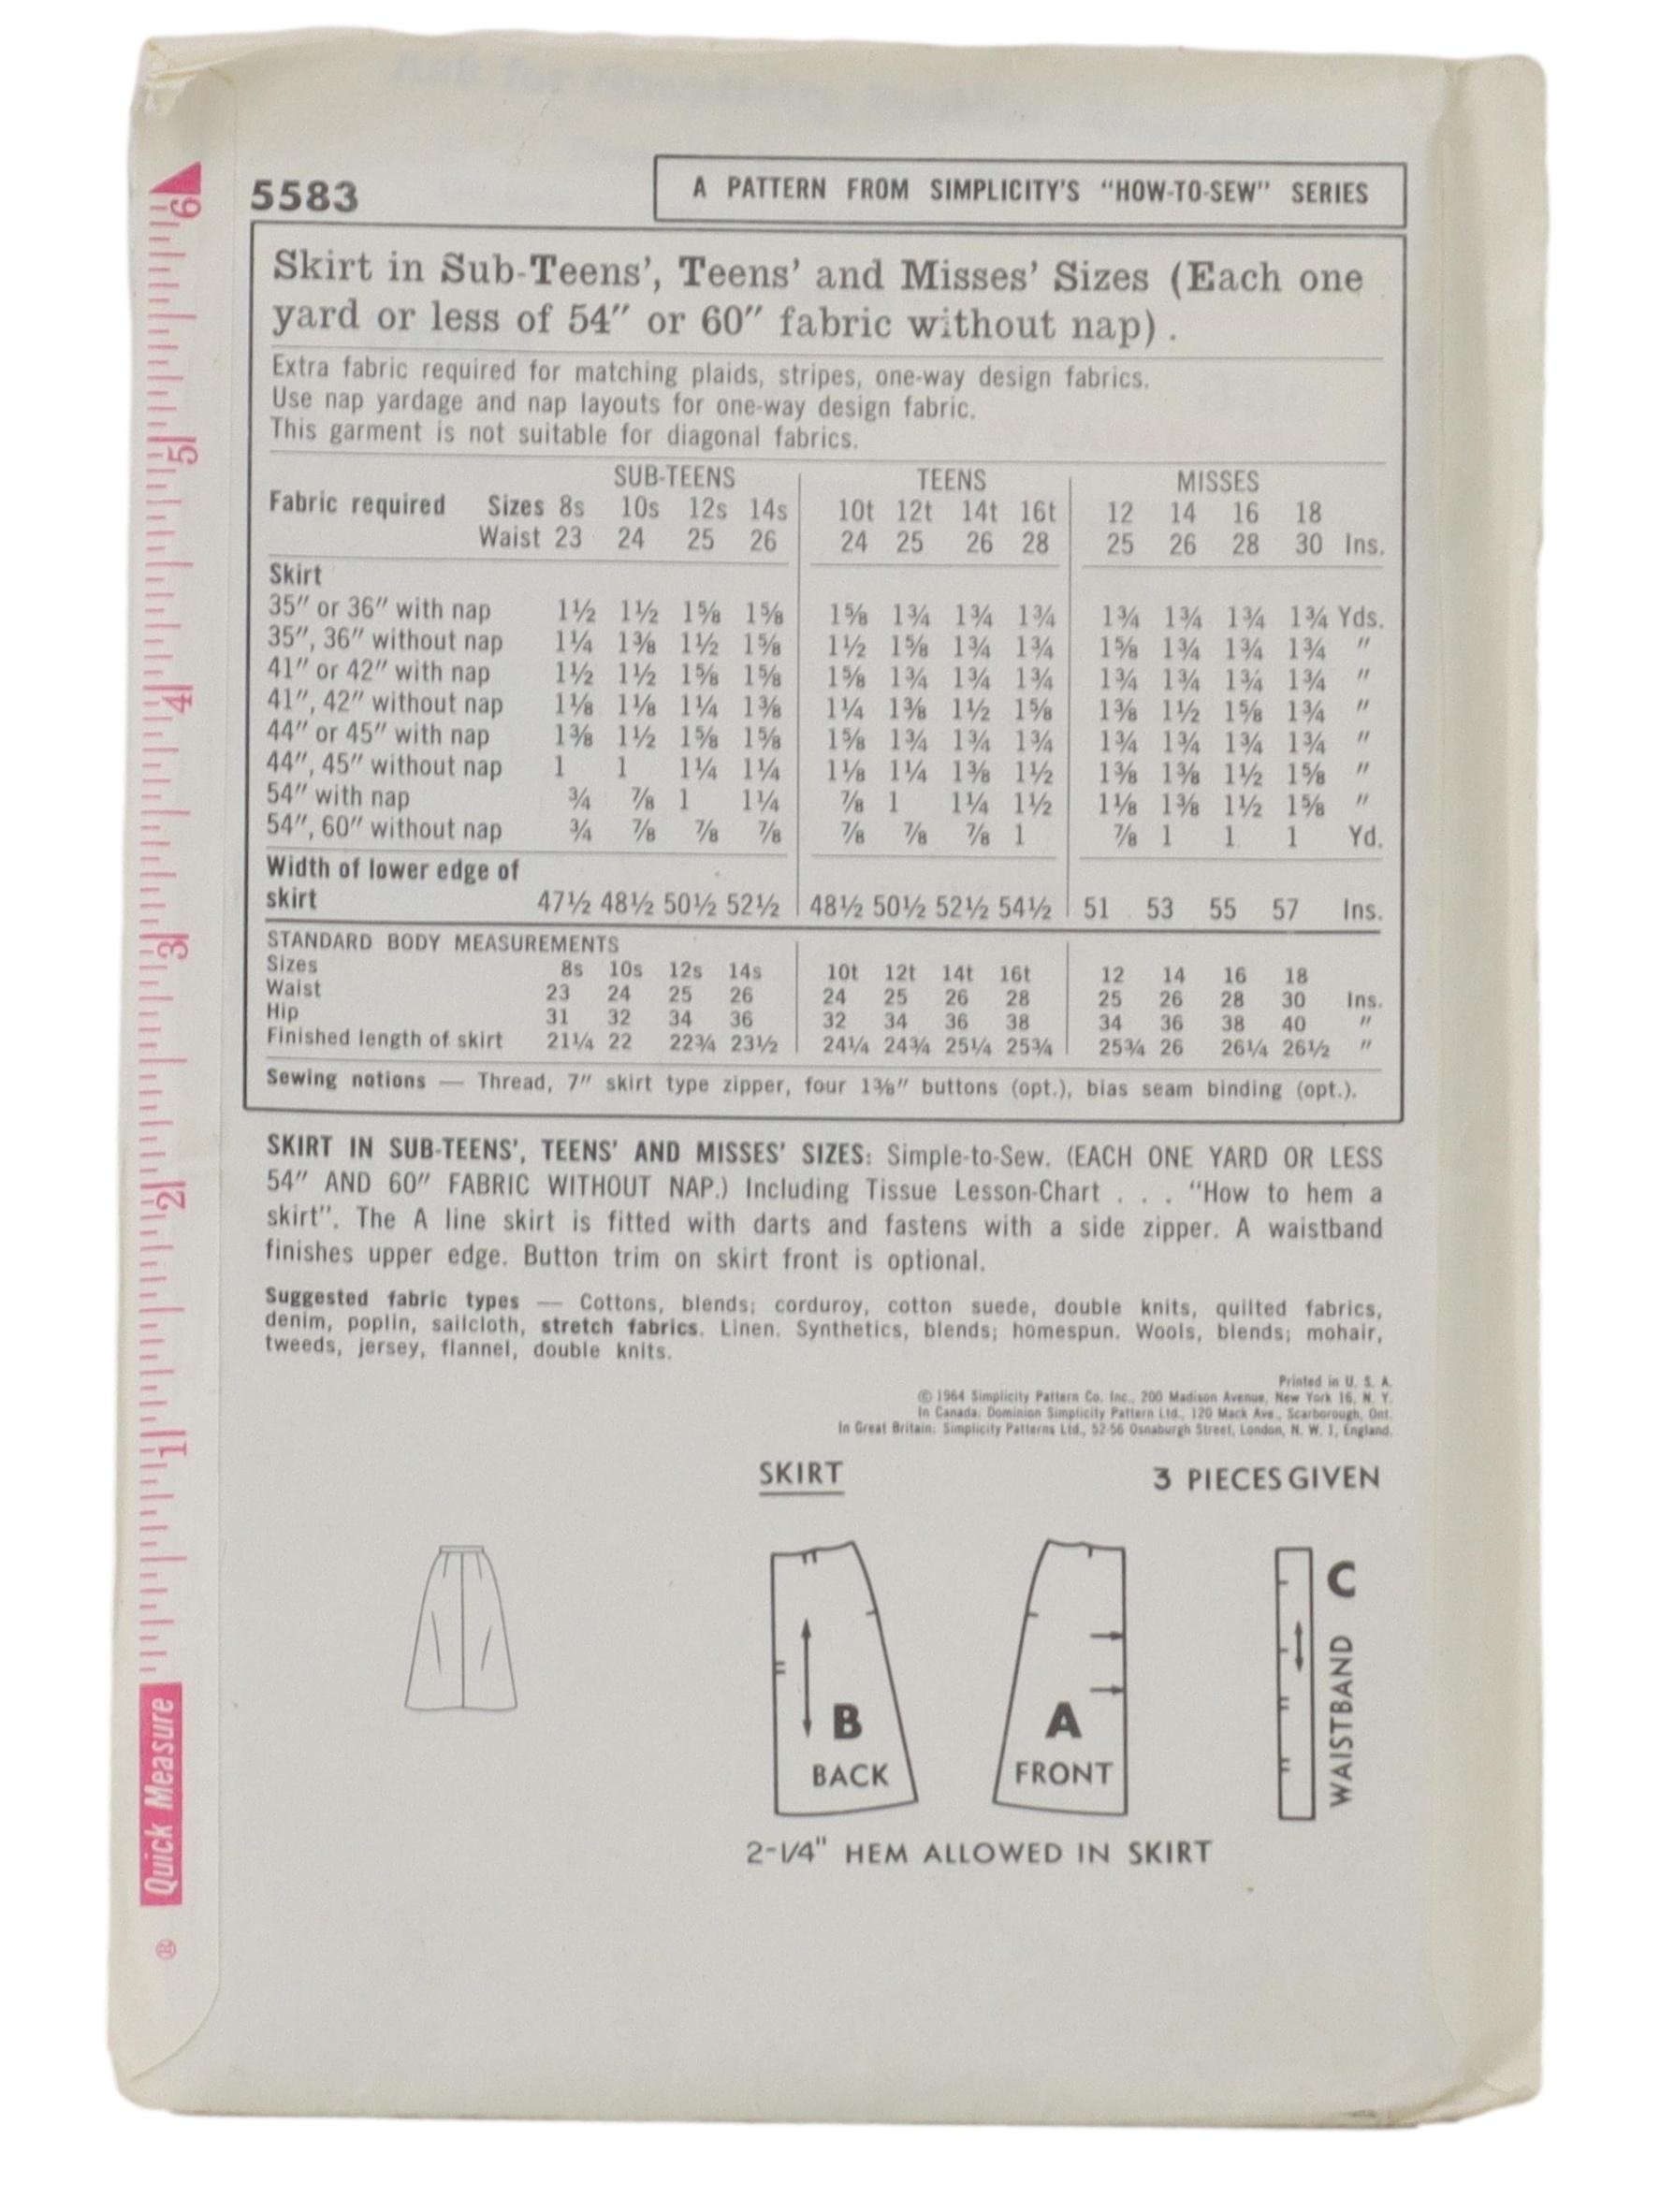 5583
A PATTERN FROM SIMPLICITY'S "HOW-TO-SEW" SERIES
Skirt in Sub-Teens', Teens' and Misses' Sizes (Each one
yard or less of 54" or 60" fabric without nap).
Extra fabric required for matching plaids, stripes, one-way design fabrics.
Use nap yardage and nap layouts for one-way design fabric.
This garment is not suitable for diagonal fabrics.
SUB-TEENS TEENS MISSES
Fabric required Sizes 8s 10s 12s 14s 10t 12t 14t 16t 12 14 16 18
Waist 23 24 25 26 24 25 26 28 25 26 28 30 Ins.
Skirt
35" or 36" with nap 1½ 1½ 1⅝ 1⅝ 1⅝ 1¾ 1¾ 1¾ 1¾ 1¾ 1¾ 1¾ Yds.
35", 36" without nap 1¼ 1⅜ 1½ 1⅝ 1½ 1⅝ 1¾ 1¾ 1⅝ 1¾ 1¾ 1¾ "
41" or 42" with nap 1½ 1½ 1⅝ 1⅝ 1⅝ 1¾ 1¾ 1¾ 1¾ 1¾ 1¾ 1¾ "
41", 42" without nap 1⅛ 1⅛ 1¼ 1⅜ 1¼ 1⅜ 1½ 1⅝ 1⅜ 1½ 1⅝ 1¾ "
44" or 45" with nap 1⅜ 1½ 1⅝ 1⅝ 1⅝ 1¾ 1¾ 1¾ 1¾ 1¾ 1¾ 1¾ "
44", 45" without nap 1 1 1¼ 1¼ 1⅛ 1¼ 1⅜ 1½ 1⅜ 1⅜ 1½ 1⅝ "
54" with nap ¾ ⅞ 1 1¼ ⅞ 1 1¼ 1½ 1⅛ 1⅜ 1½ 1⅝ "
54", 60" without nap ¾ ⅞ ⅞ ⅞ ⅞ ⅞ ⅞ 1 ⅞ 1 1 1 Yd.
Width of lower edge of
skirt 47½ 48½ 50½ 52½ 48½ 50½ 52½ 54½ 51 53 55 57 Ins.
STANDARD BODY MEASUREMENTS
Sizes 8s 10s 12s 14s 10t 12t 14t 16t 12 14 16 18
Waist 23 24 25 26 24 25 26 28 25 26 28 30 Ins.
Hip 31 32 34 36 32 34 36 38 34 36 38 40 "
Finished length of skirt 21¼ 22 22¾ 23½ 24¼ 24¾ 25¼ 25¾ 25¾ 26 26¼ 26½ "
Sewing notions — Thread, 7" skirt type zipper, four 1⅜" buttons (opt.), bias seam binding (opt.).
SKIRT IN SUB-TEENS', TEENS' AND MISSES' SIZES: Simple-to-Sew. (EACH ONE YARD OR LESS
54" AND 60" FABRIC WITHOUT NAP.) Including Tissue Lesson-Chart . . . "How to hem a
skirt". The A line skirt is fitted with darts and fastens with a side zipper. A waistband
finishes upper edge. Button trim on skirt front is optional.
Suggested fabric types — Cottons, blends; corduroy, cotton suede, double knits, quilted fabrics,
denim, poplin, sailcloth, stretch fabrics. Linen. Synthetics, blends; homespun. Wools, blends; mohair,
tweeds, jersey, flannel, double knits.
Printed in U. S. A.
© 1964 Simplicity Pattern Co. Inc., 200 Madison Avenue, New York 16, N. Y.
In Canada: Dominion Simplicity Pattern Ltd., 120 Mack Ave., Scarborough, Ont.
In Great Britain: Simplicity Patterns Ltd., 52-56 Osnaburgh Street, London, N. W. 1, England.
SKIRT
3 PIECES GIVEN
B
BACK
A
FRONT
C
WAISTBAND
2-1/4" HEM ALLOWED IN SKIRT
6
5
4
3
2
1
Quick Measure
®